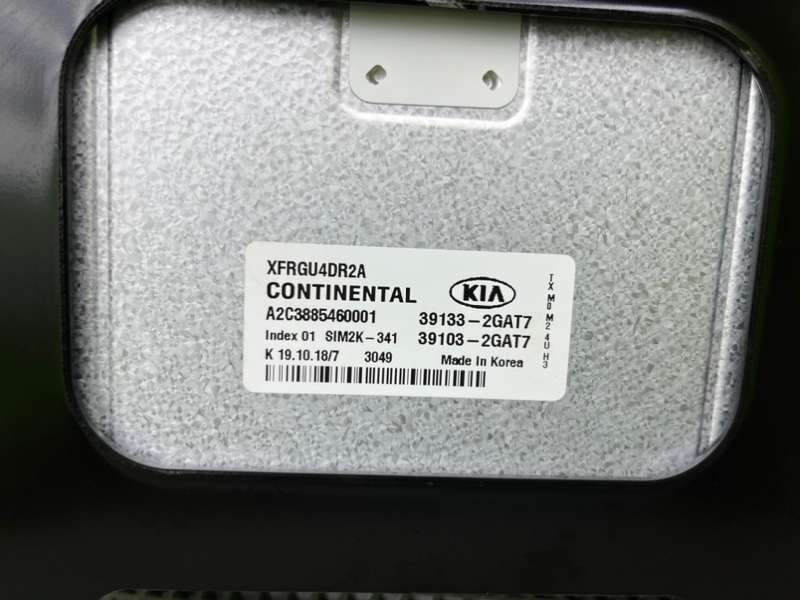 XFRGU4DR2A
CONTINENTAL KIA
A2C3885460001 39133-2GAT7
Index 01 SIM2K-341 39103-2GAT7
K 19.10.18/7 3049 Made In Korea
TXM0M24UH3